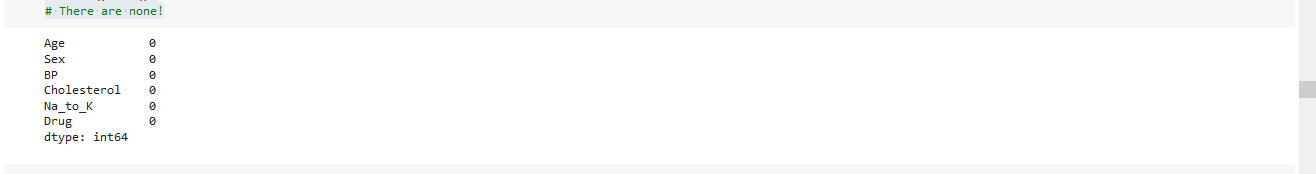 # There are none!
Age 0
Sex 0
BP 0
Cholesterol 0
Na_to_K 0
Drug 0
dtype: int64